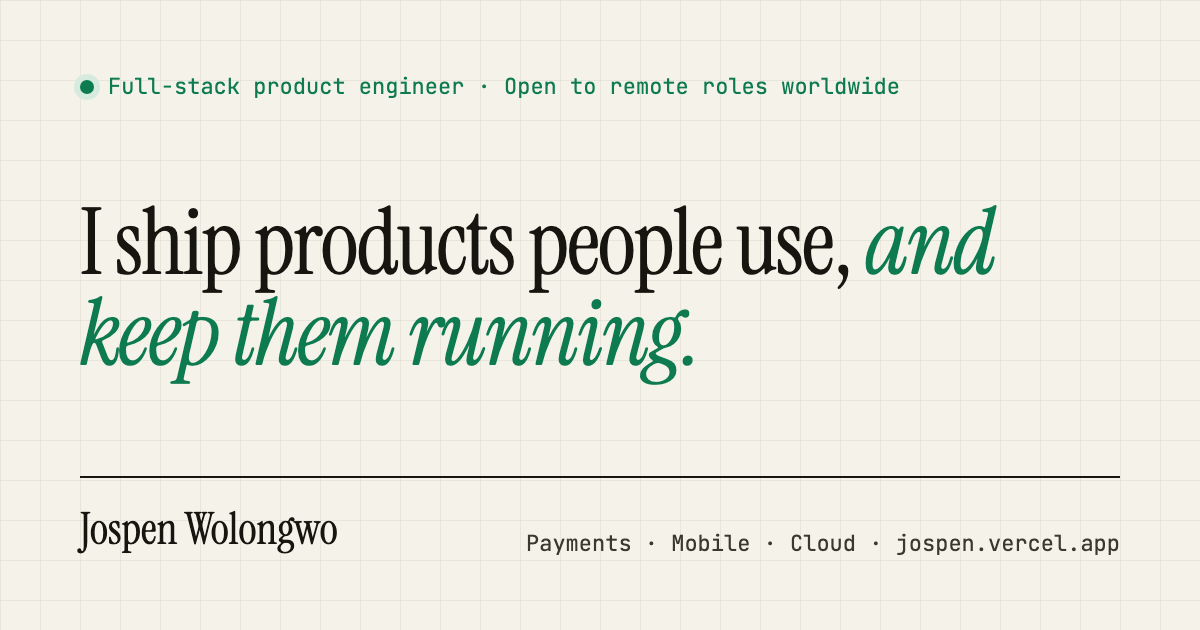 Full-stack product engineer · Open to remote roles worldwide
I ship products people use, and
keep them running.
Jospen Wolongwo
Payments · Mobile · Cloud · jospen.vercel.app